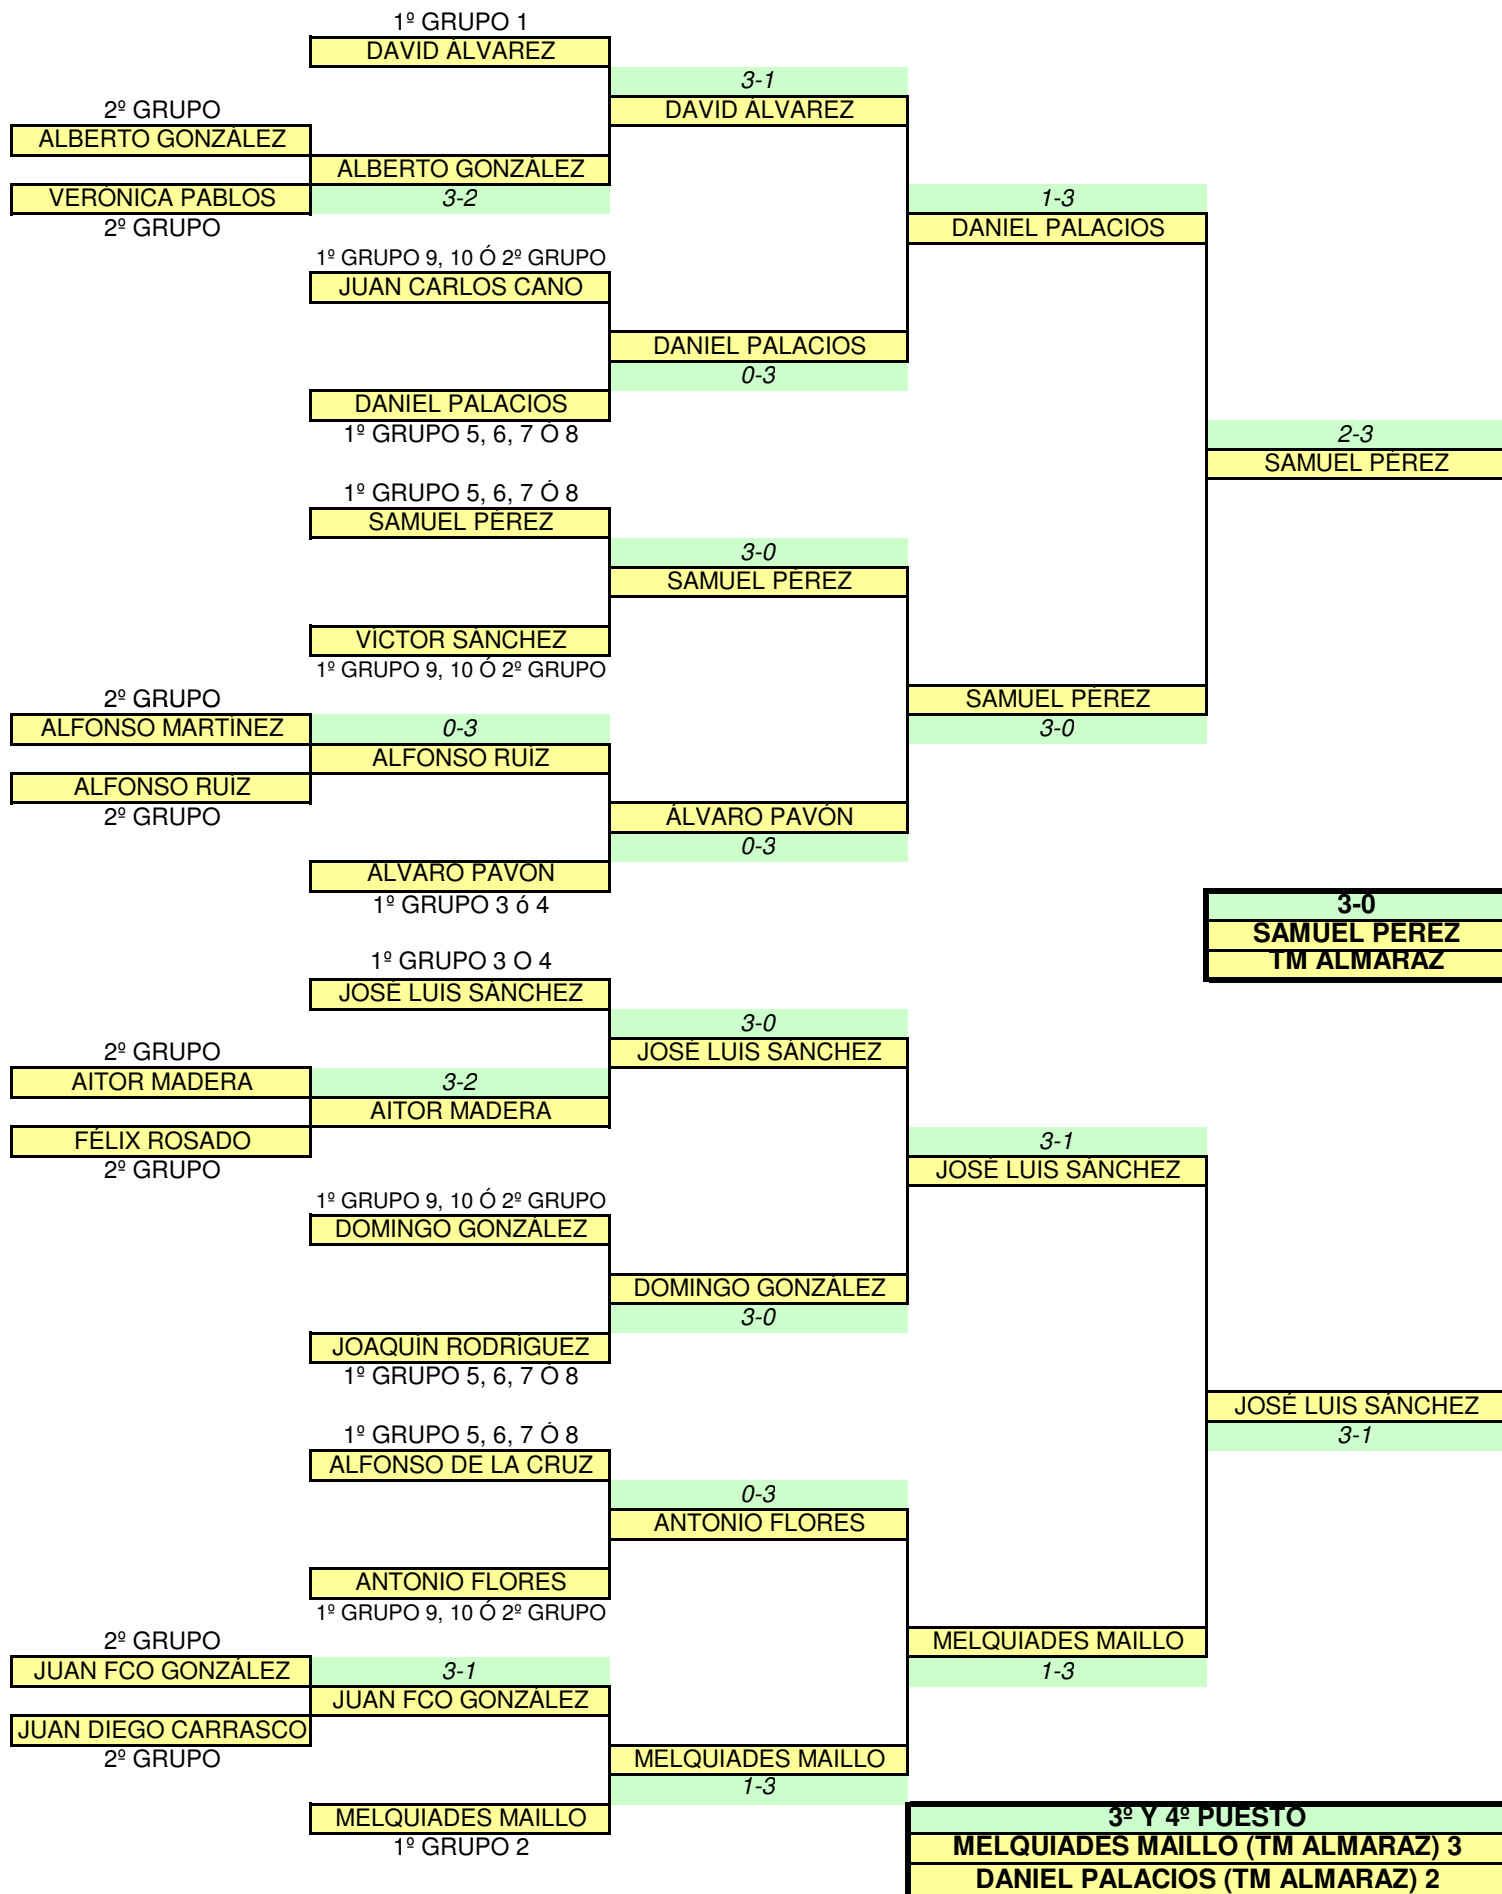 1º GRUPO 1
DAVID ÁLVAREZ
3-1
2º GRUPO
DAVID ÁLVAREZ
ALBERTO GONZÁLEZ
ALBERTO GONZÁLEZ
VERÓNICA PABLOS
3-2
1-3
2º GRUPO
DANIEL PALACIOS
1º GRUPO 9, 10 Ó 2º GRUPO
JUAN CARLOS CANO
DANIEL PALACIOS
0-3
DANIEL PALACIOS
1º GRUPO 5, 6, 7 Ó 8
2-3
SAMUEL PÉREZ
1º GRUPO 5, 6, 7 Ó 8
SAMUEL PÉREZ
3-0
SAMUEL PÉREZ
VÍCTOR SÁNCHEZ
1º GRUPO 9, 10 Ó 2º GRUPO
2º GRUPO
SAMUEL PÉREZ
ALFONSO MARTÍNEZ
0-3
3-0
ALFONSO RUÍZ
ALFONSO RUÍZ
2º GRUPO
ÁLVARO PAVÓN
0-3
ÁLVARO PAVÓN
1º GRUPO 3 ó 4
3-0
SAMUEL PÉREZ
TM ALMARAZ
1º GRUPO 3 O 4
JOSÉ LUIS SÁNCHEZ
3-0
2º GRUPO
JOSÉ LUIS SÁNCHEZ
AITOR MADERA
3-2
AITOR MADERA
FÉLIX ROSADO
3-1
2º GRUPO
JOSÉ LUIS SÁNCHEZ
1º GRUPO 9, 10 Ó 2º GRUPO
DOMINGO GONZÁLEZ
DOMINGO GONZÁLEZ
3-0
JOAQUÍN RODRÍGUEZ
1º GRUPO 5, 6, 7 Ó 8
JOSÉ LUIS SÁNCHEZ
3-1
1º GRUPO 5, 6, 7 Ó 8
ALFONSO DE LA CRUZ
0-3
ANTONIO FLORES
ANTONIO FLORES
1º GRUPO 9, 10 Ó 2º GRUPO
2º GRUPO
MELQUIADES MAILLO
JUAN FCO GONZÁLEZ
3-1
1-3
JUAN FCO GONZÁLEZ
JUAN DIEGO CARRASCO
2º GRUPO
MELQUIADES MAILLO
1-3
MELQUIADES MAILLO
3º Y 4º PUESTO
1º GRUPO 2
MELQUIADES MAILLO (TM ALMARAZ) 3
DANIEL PALACIOS (TM ALMARAZ) 2